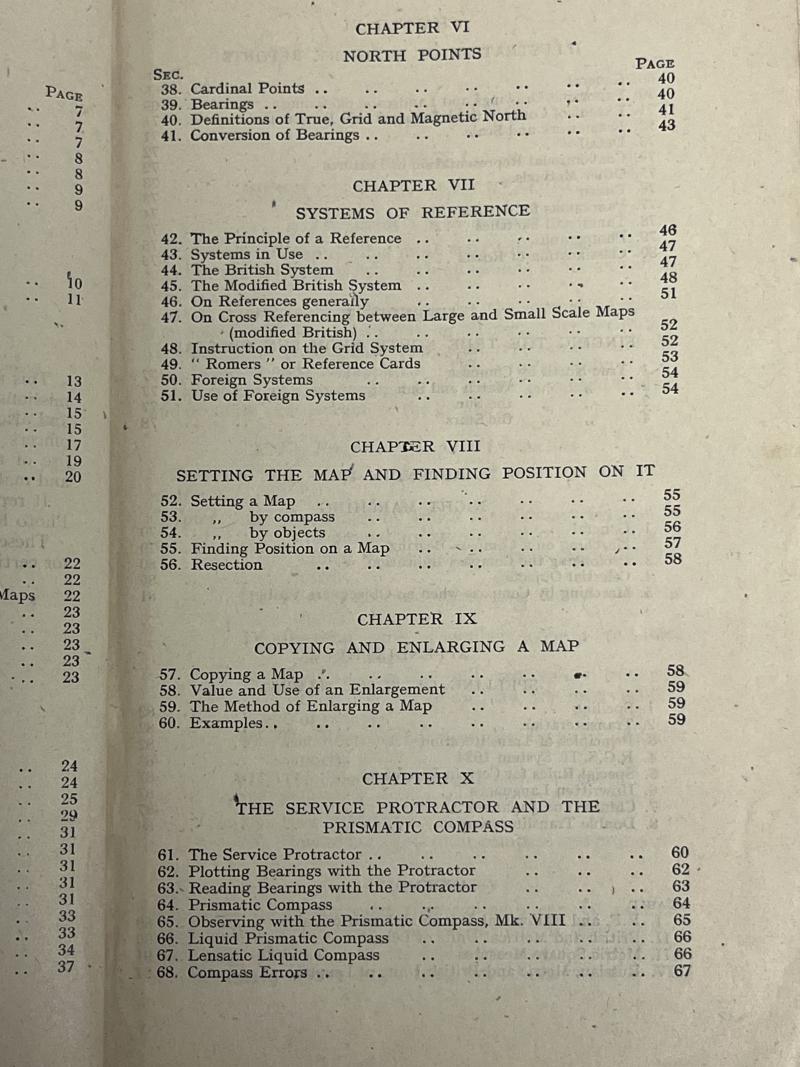 PAGE
.. 7
.. 7
.. 7
.. 8
.. 8
.. 9
.. 9
.. 10
.. 11
.. 13
.. 14
.. 15
.. 15
.. 17
.. 19
.. 20
.. 22
.. 22
Maps 22
.. 23
.. 23
.. 23
.. 23
.. 23
.. 24
.. 24
.. 25
.. 29
.. 31
.. 31
.. 31
.. 31
.. 31
.. 33
.. 33
.. 34
.. 37
CHAPTER VI
NORTH POINTS
SEC. PAGE
38. Cardinal Points .. .. .. .. .. .. .. 40
39. Bearings .. .. .. .. .. .. .. .. 40
40. Definitions of True, Grid and Magnetic North .. .. 41
41. Conversion of Bearings .. .. .. .. .. .. 43
CHAPTER VII
SYSTEMS OF REFERENCE
42. The Principle of a Reference .. .. .. .. .. 46
43. Systems in Use .. .. .. .. .. .. .. 47
44. The British System .. .. .. .. .. .. 47
45. The Modified British System .. .. .. .. .. 48
46. On References generally .. .. .. .. .. 51
47. On Cross Referencing between Large and Small Scale Maps
(modified British) .. .. .. .. .. .. 52
48. Instruction on the Grid System .. .. .. .. 52
49. “ Romers ” or Reference Cards .. .. .. .. 53
50. Foreign Systems .. .. .. .. .. .. 54
51. Use of Foreign Systems .. .. .. .. .. 54
CHAPTER VIII
SETTING THE MAP AND FINDING POSITION ON IT
52. Setting a Map .. .. .. .. .. .. .. 55
53. ,, by compass .. .. .. .. .. .. 55
54. ,, by objects .. .. .. .. .. .. 56
55. Finding Position on a Map .. .. .. .. .. 57
56. Resection .. .. .. .. .. .. .. 58
CHAPTER IX
COPYING AND ENLARGING A MAP
57. Copying a Map .. .. .. .. .. .. .. 58
58. Value and Use of an Enlargement .. .. .. .. 59
59. The Method of Enlarging a Map .. .. .. .. 59
60. Examples.. .. .. .. .. .. .. .. 59
CHAPTER X
THE SERVICE PROTRACTOR AND THE
PRISMATIC COMPASS
61. The Service Protractor .. .. .. .. .. .. 60
62. Plotting Bearings with the Protractor .. .. .. 62
63. Reading Bearings with the Protractor .. .. .. 63
64. Prismatic Compass .. .. .. .. .. .. 64
65. Observing with the Prismatic Compass, Mk. VIII .. .. 65
66. Liquid Prismatic Compass .. .. .. .. .. 66
67. Lensatic Liquid Compass .. .. .. .. .. 66
68. Compass Errors .. .. .. .. .. .. .. 67